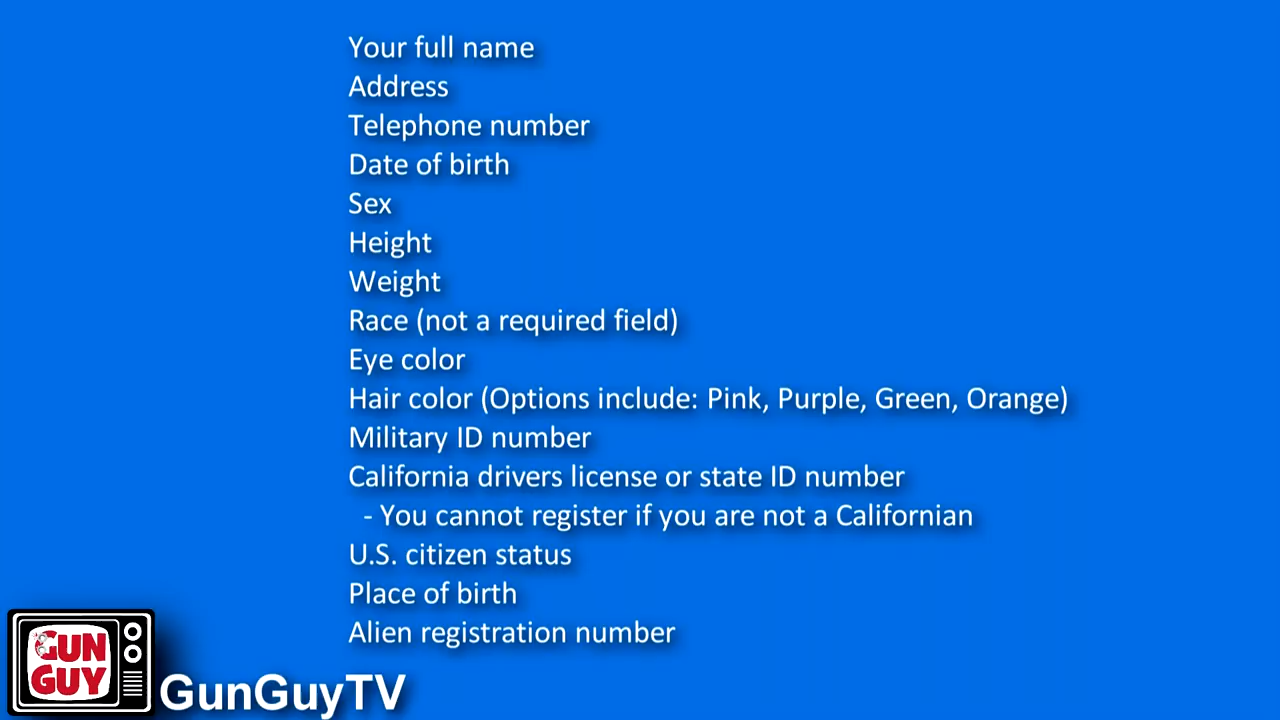 Your full name
Address
Telephone number
Date of birth
Sex
Height
Weight
Race (not a required field)
Eye color
Hair color (Options include: Pink, Purple, Green, Orange)
Military ID number
California drivers license or state ID number
- You cannot register if you are not a Californian
U.S. citizen status
Place of birth
Alien registration number
GUN
GUY
GunGuyTV